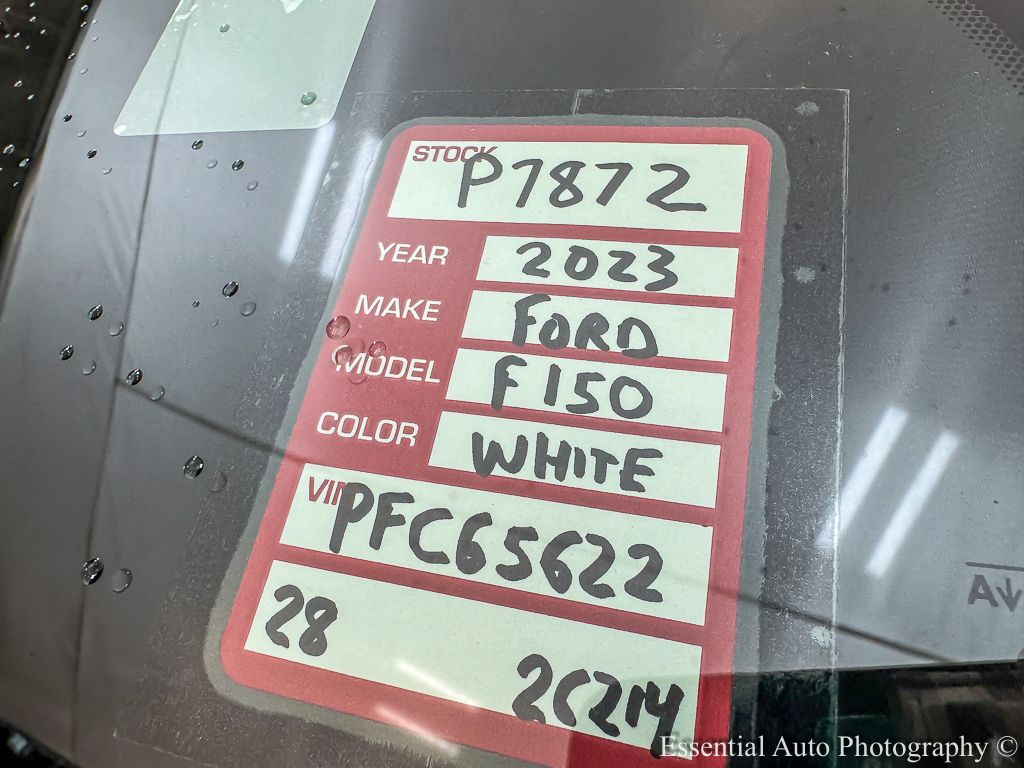 STOCK P7872
YEAR 2023
MAKE FORD
MODEL F150
COLOR WHITE
VIN PFC65622
28
26214
A↓
Essential Auto Photography ©